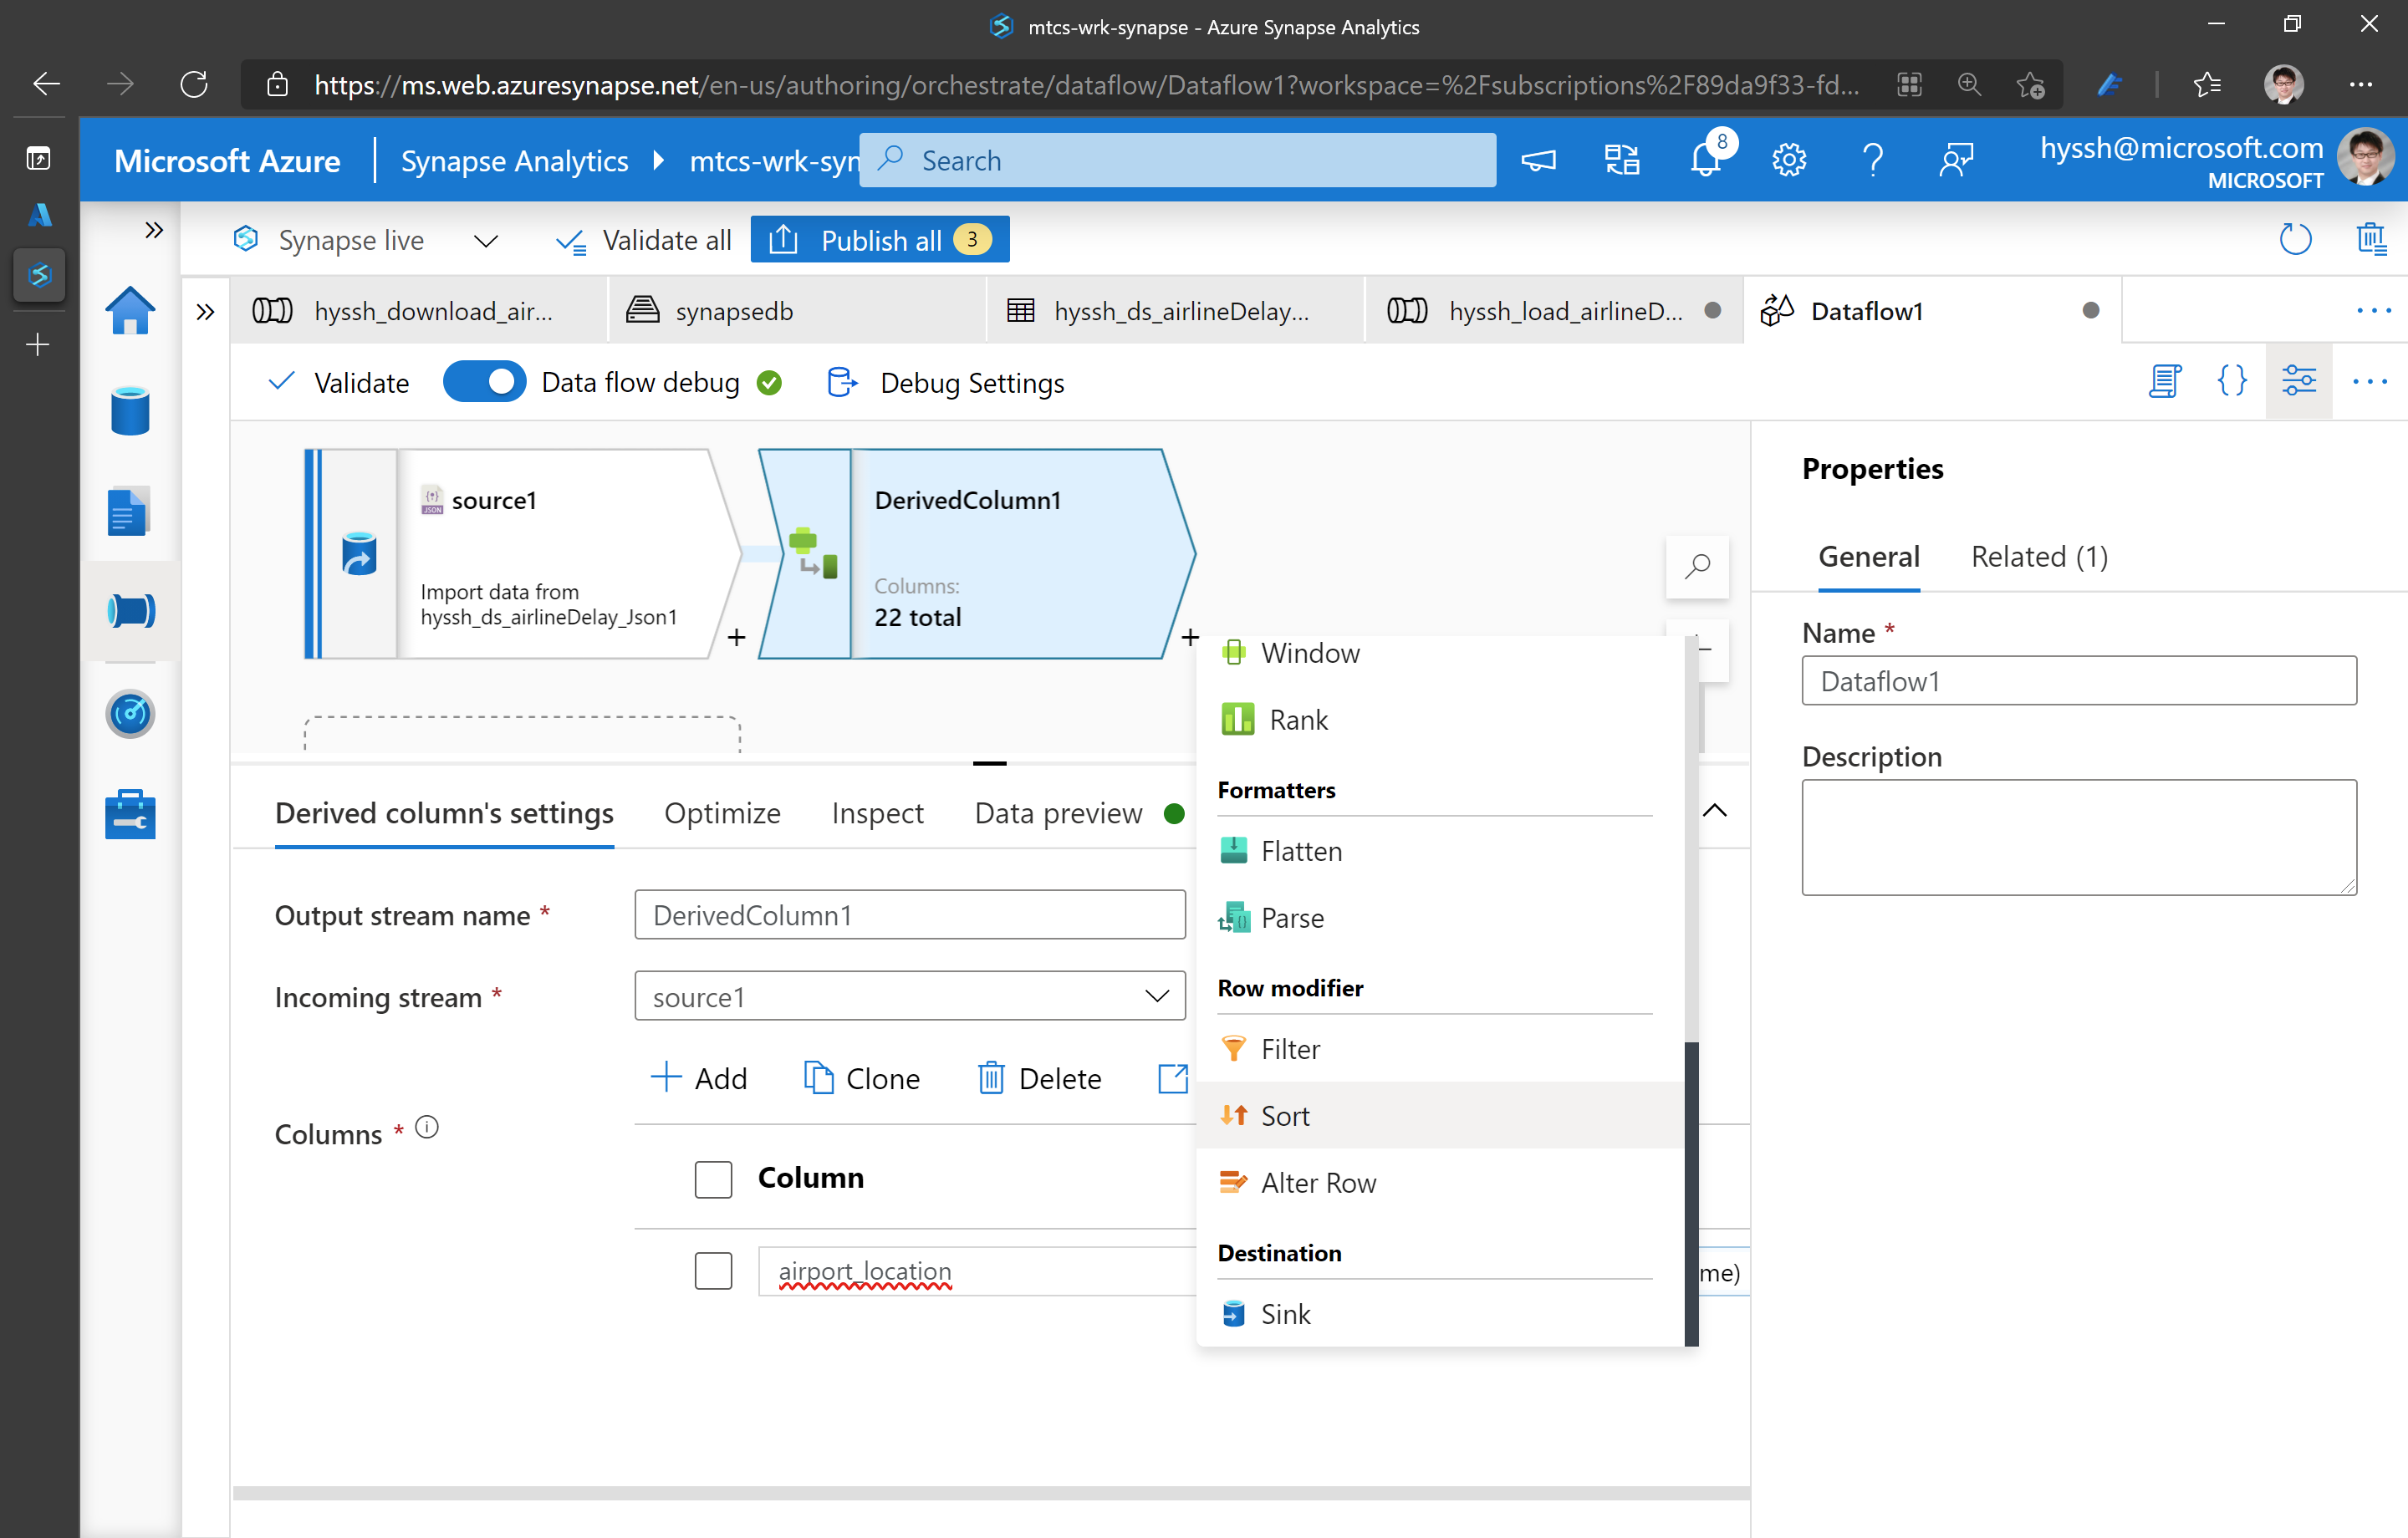 mtcs-wrk-synapse - Azure Synapse Analytics
https://ms.web.azuresynapse.net/en-us/authoring/orchestrate/dataflow/Dataflow1?workspace=%2Fsubscriptions%2F89da9f33-fd...
Microsoft Azure
Synapse Analytics
mtcs-wrk-syn
Search
8
hyssh@microsoft.com
MICROSOFT
Synapse live
Validate all
Publish all
3
hyssh_download_air...
synapsedb
hyssh_ds_airlineDelay...
hyssh_load_airlineD...
Dataflow1
Validate
Data flow debug
Debug Settings
source1
JSON
Import data from
hyssh_ds_airlineDelay_Json1
+
DerivedColumn1
Columns:
22 total
+
Properties
General
Related (1)
Name *
Dataflow1
Description
Window
Rank
Formatters
Flatten
Parse
Row modifier
Filter
Sort
Alter Row
Destination
Sink
Derived column's settings
Optimize
Inspect
Data preview
Output stream name *
DerivedColumn1
Incoming stream *
source1
Add
Clone
Delete
Columns *
Column
airport_location
me)